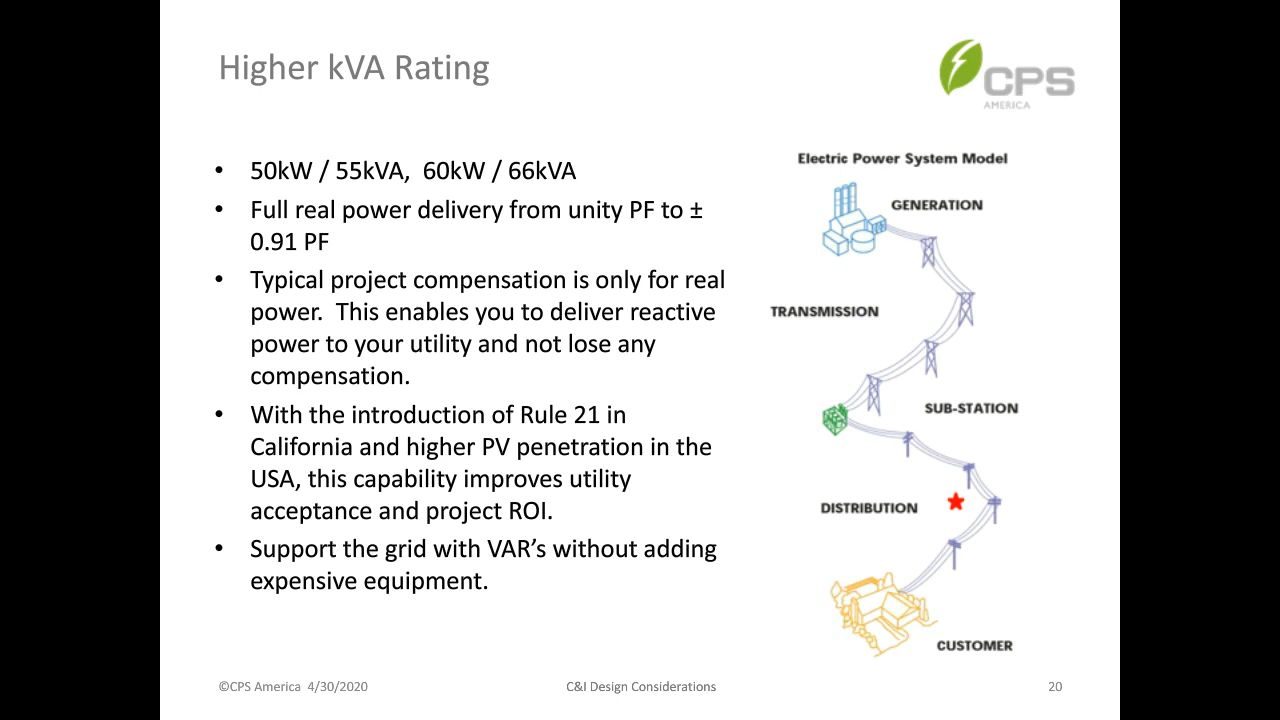 Higher kVA Rating
CPS
AMERICA
• 50kW / 55kVA,  60kW / 66kVA
• Full real power delivery from unity PF to ±
0.91 PF
• Typical project compensation is only for real
power.  This enables you to deliver reactive
power to your utility and not lose any
compensation.
• With the introduction of Rule 21 in
California and higher PV penetration in the
USA, this capability improves utility
acceptance and project ROI.
• Support the grid with VAR’s without adding
expensive equipment.
Electric Power System Model
GENERATION
TRANSMISSION
SUB-STATION
DISTRIBUTION
CUSTOMER
©CPS America  4/30/2020
C&I Design Considerations
20